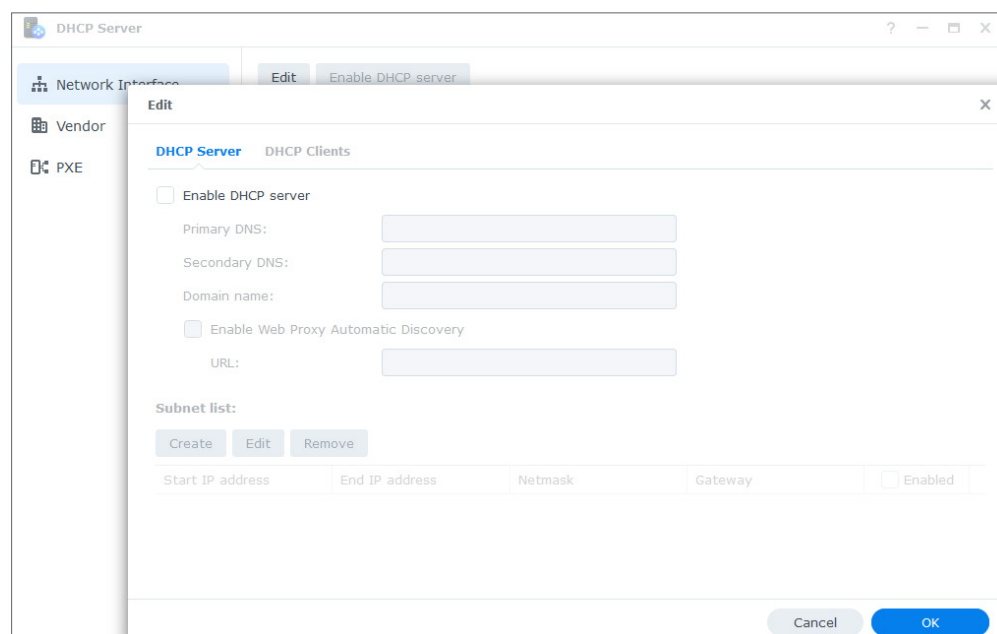 DHCP Server
Network Interface
Edit Enable DHCP server
Vendor
PXE
Edit
DHCP Server DHCP Clients
Enable DHCP server
Primary DNS:
Secondary DNS:
Domain name:
Enable Web Proxy Automatic Discovery
URL:
Subnet list:
Create Edit Remove
Start IP address End IP address Netmask Gateway Enabled
Cancel OK